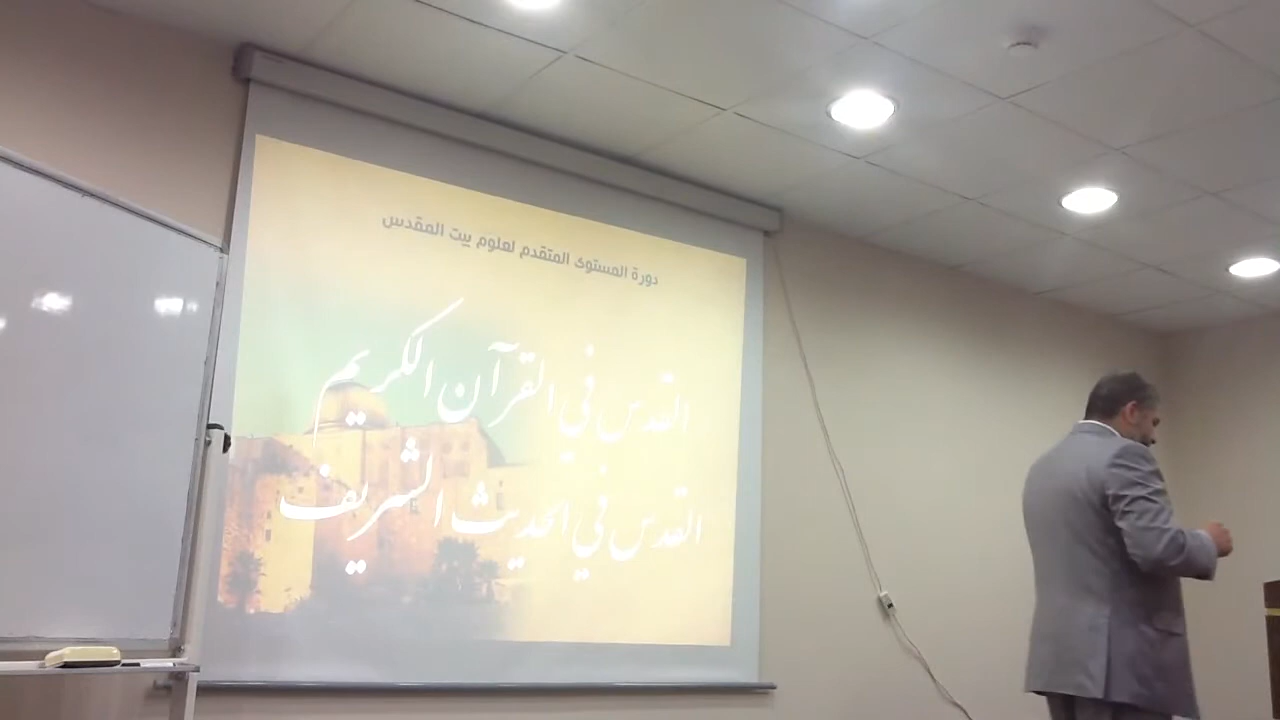 دورة المستوى المتقدم لعلوم بيت المقدس
القدس في القرآن الكريم
القدس في الحديث الشريف